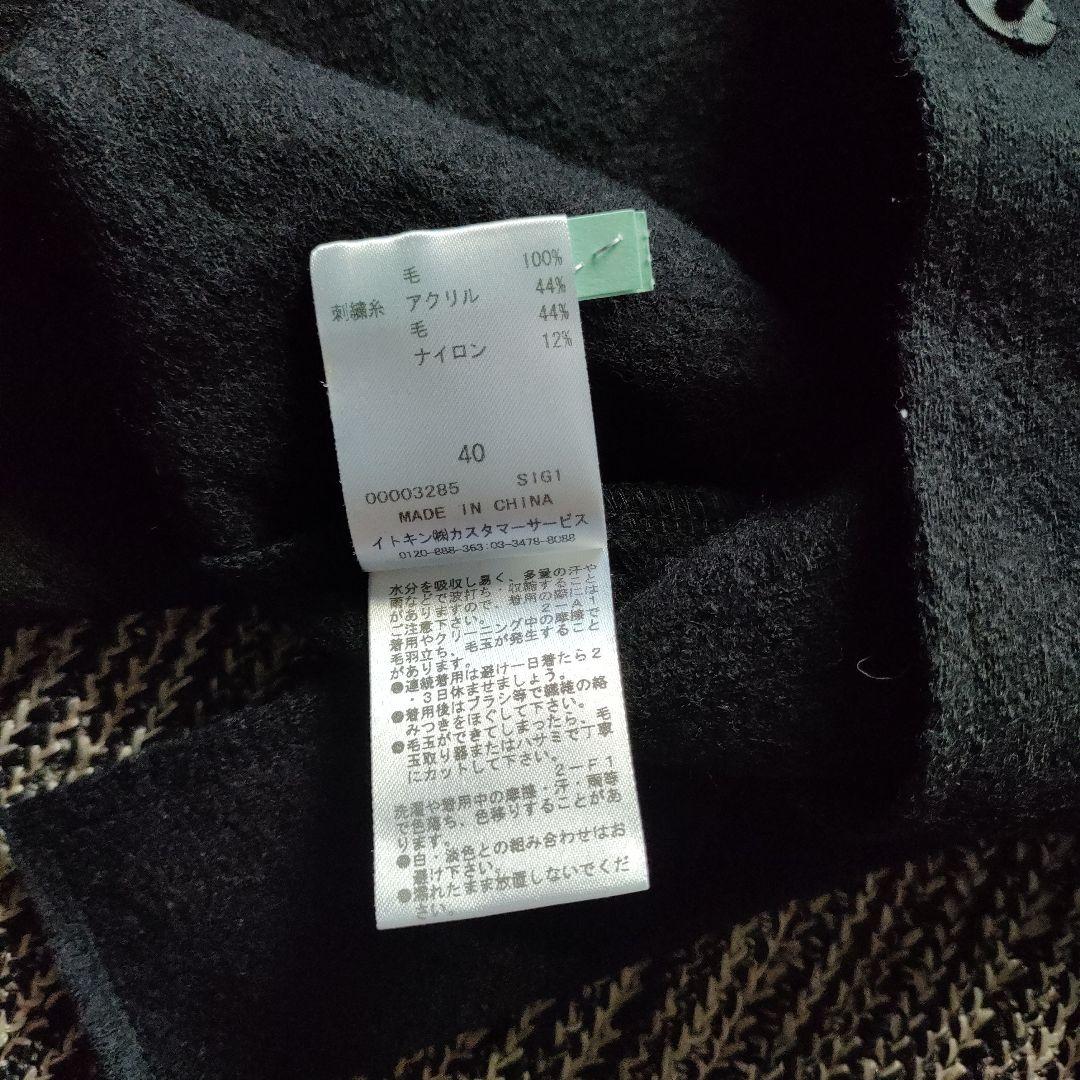 毛 100%
刺繍糸 アクリル 44%
毛 44%
ナイロン 12%
40
00003285 SIG1
MADE IN CHINA
イトキン㈱カスタマーサービス
0120-888-363:03-3478-8088
水分を吸収し易く、多量の汗や
雨などで波打ち・収縮すること
がありますので、着用の際には
ご注意下さい。 2-A1
着用やクリーニング中の摩擦で
毛羽立ち、毛玉が発生すること
があります。
●連続着用は避け一日着たら2
・3日休ませましょう。
●着用後はブラシ等で繊維の絡
みつきをほぐして下さい。
●毛玉ができてしまったら、毛
玉取り器またはハサミで丁寧
にカットして下さい。
2-F1
洗濯や着用中の摩擦・汗・雨等
で色落ち、色移りすることがあ
ります。
●白・淡色との組み合わせはお
避け下さい。
●濡れたまま放置しないでくだ
さい。